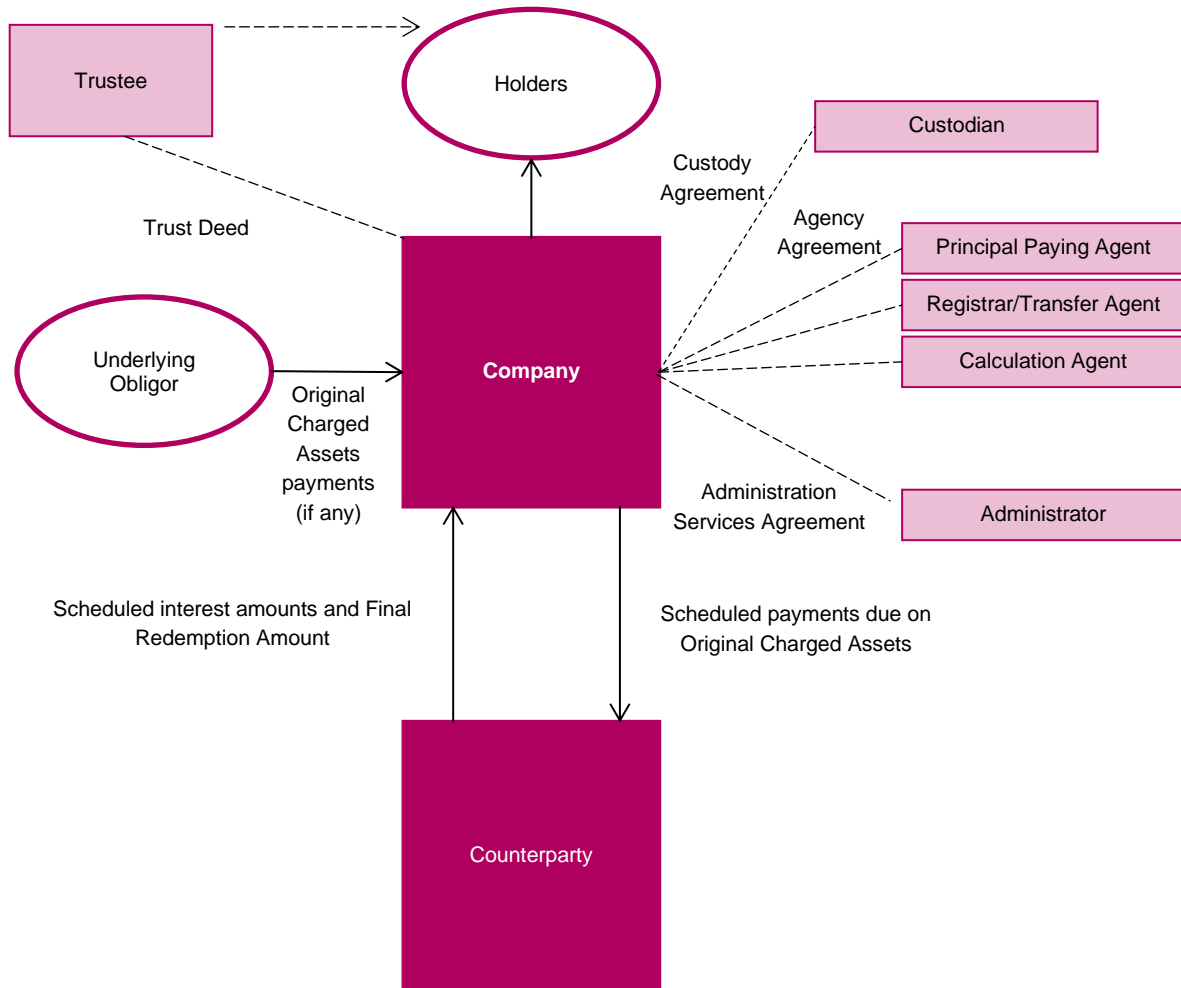 Trustee
Holders
Custodian
Custody
Agreement
Agency
Agreement
Trust Deed
Principal Paying Agent
Registrar/Transfer Agent
Calculation Agent
Underlying
Obligor
Company
Original
Charged
Assets
payments
(if any)
Administration
Services Agreement
Administrator
Scheduled interest amounts and Final
Redemption Amount
Scheduled payments due on
Original Charged Assets
Counterparty